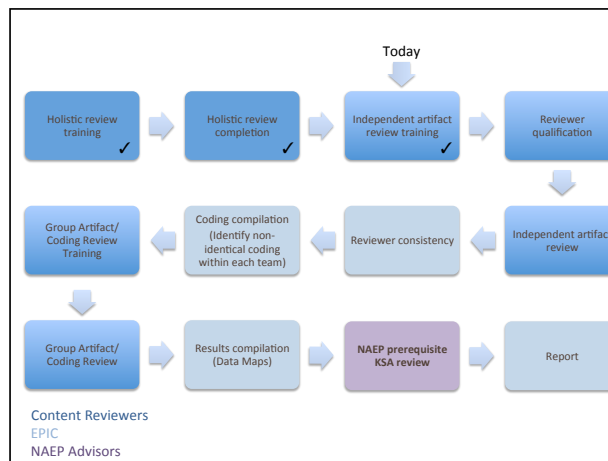 Today
Holistic review
training
✓
Holistic review
completion
✓
Independent artifact
review training
✓
Reviewer
qualification
Group Artifact/
Coding Review
Training
Coding compilation
(Identify non-
identical coding
within each team)
Reviewer consistency
Independent artifact
review
Group Artifact/
Coding Review
Results compilation
(Data Maps)
NAEP prerequisite
KSA review
Report
Content Reviewers
EPIC
NAEP Advisors